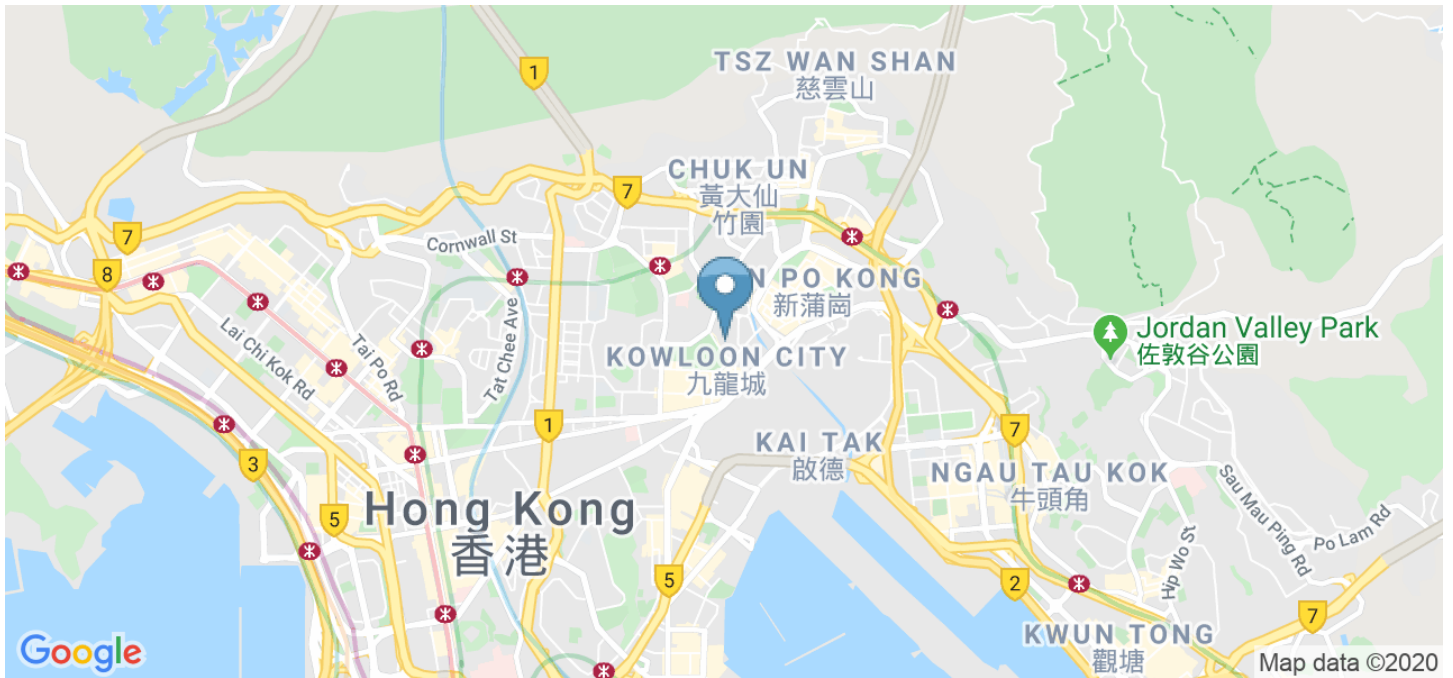 TSZ WAN SHAN
慈雲山
1
CHUK UN
黃大仙
竹園
7
7
Cornwall St
8
N PO KONG
新蒲崗
Jordan Valley Park
佐敦谷公園
Lai Chi Kok Rd
Tai Po Rd
Tat Chee Ave
KOWLOON CITY
九龍城
1
7
3
KAI TAK
啟德
NGAU TAU KOK
牛頭角
Sau Mau Ping Rd
Po Lam Rd
Hip Wo St
5
Hong Kong
香港
5
2
7
KWUN TONG
觀塘
Google
Map data ©2020